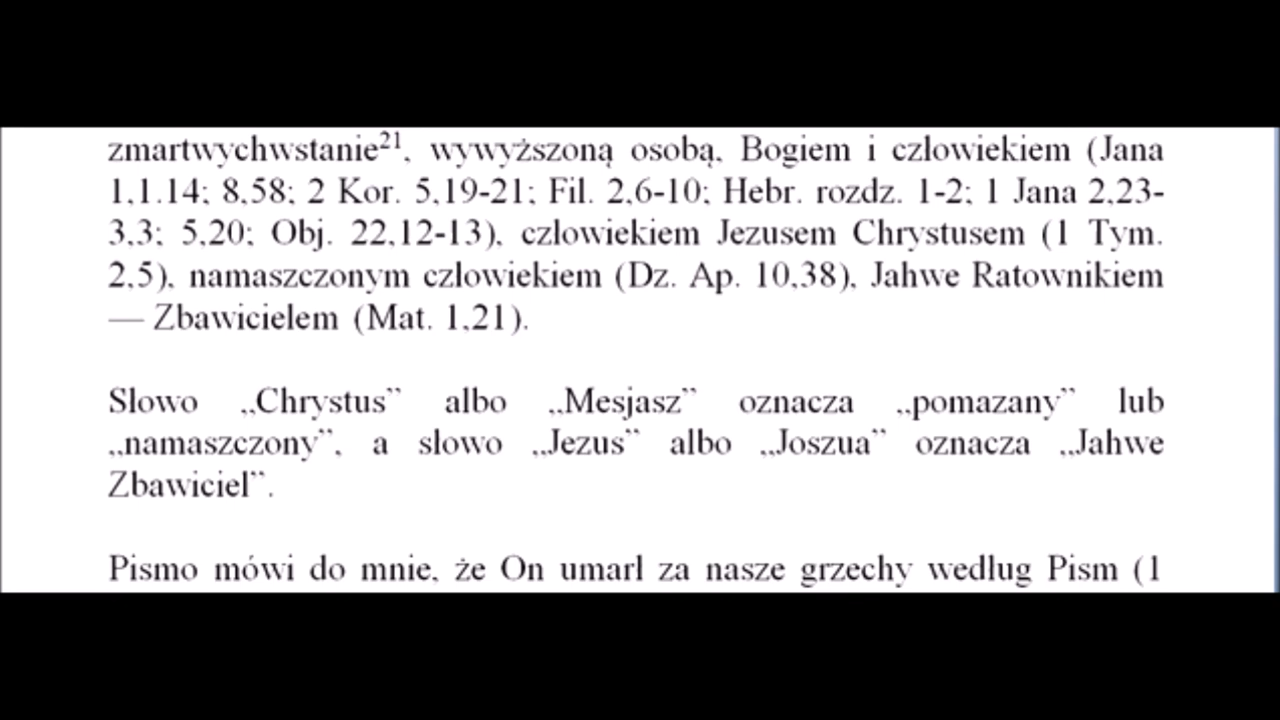 zmartwychwstanie²¹, wywyższoną osobą, Bogiem i człowiekiem (Jana
1,1.14; 8,58; 2 Kor. 5,19-21; Fil. 2,6-10; Hebr. rozdz. 1-2; 1 Jana 2,23-
3,3; 5,20; Obj. 22,12-13), człowiekiem Jezusem Chrystusem (1 Tym.
2,5), namaszczonym człowiekiem (Dz. Ap. 10,38), Jahwe Ratownikiem
— Zbawicielem (Mat. 1,21).
Słowo „Chrystus” albo „Mesjasz” oznacza „pomazany” lub
„namaszczony”, a słowo „Jezus” albo „Joszua” oznacza „Jahwe
Zbawiciel”.
Pismo mówi do mnie, że On umarł za nasze grzechy według Pism (1